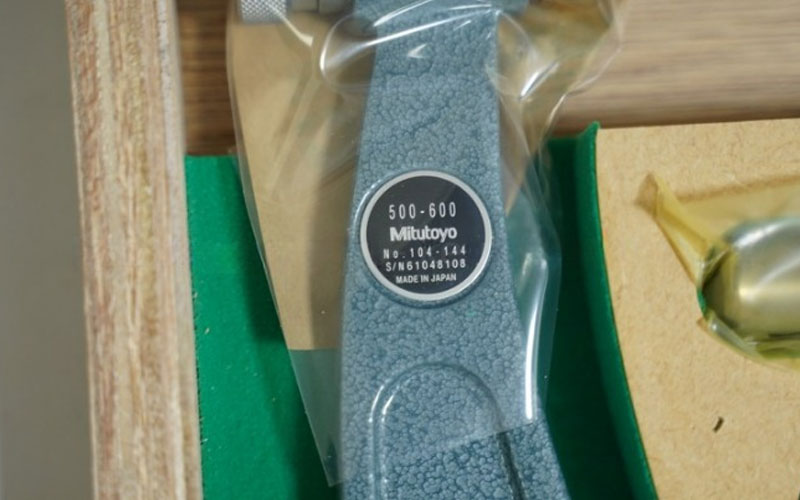 500-600
Mitutoyo
No.104-144
S/N61048108
MADE IN JAPAN